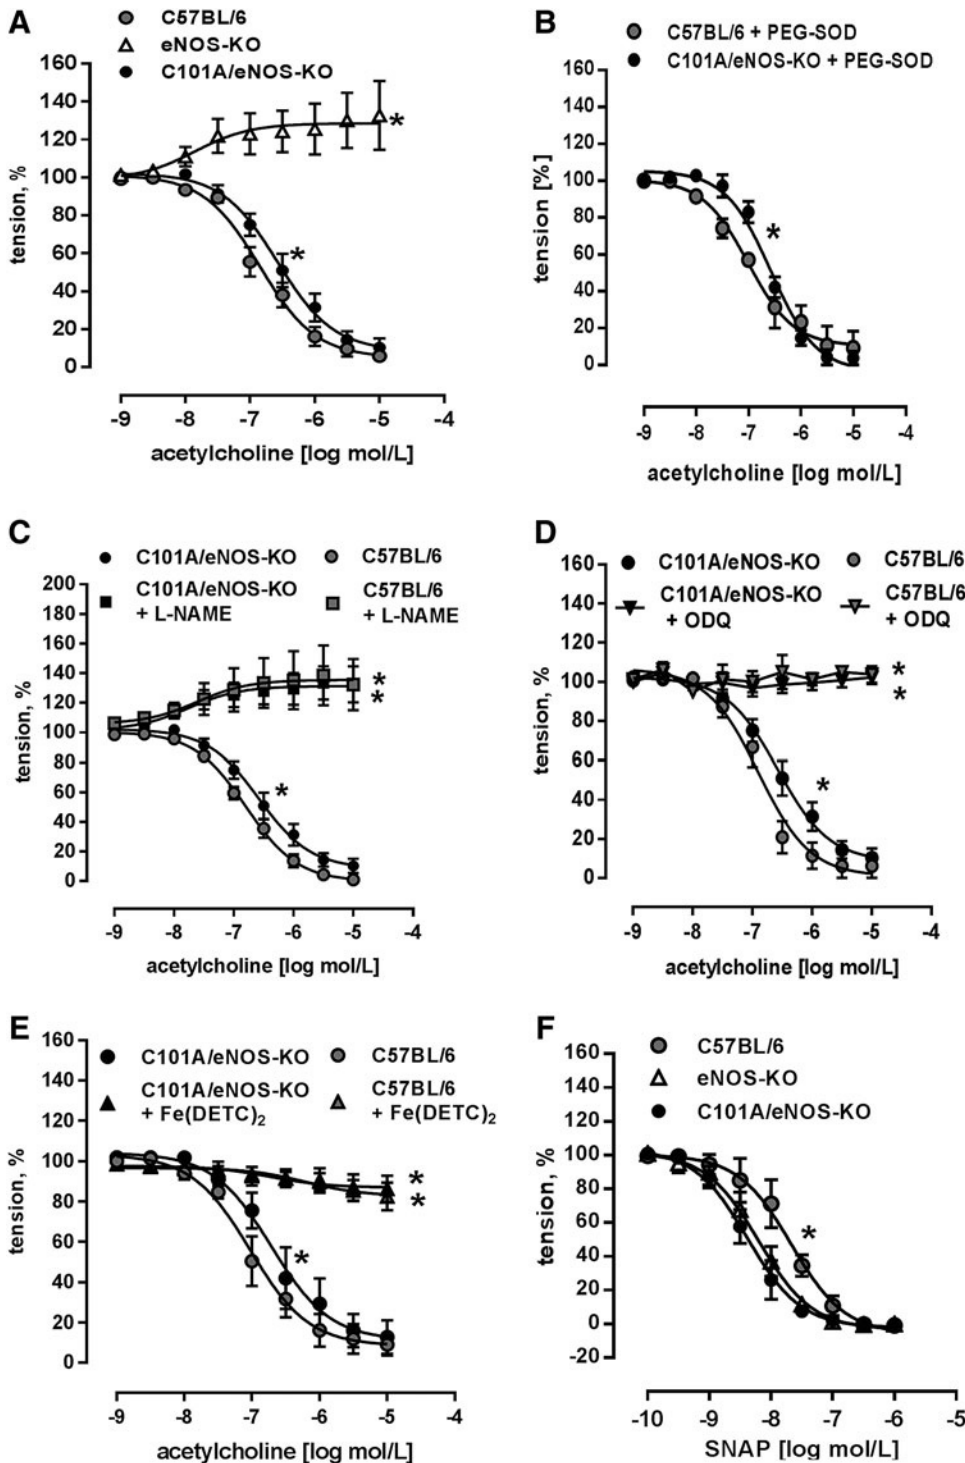 A
C57BL/6
eNOS-KO
C101A/eNOS-KO
160
140
120
100
80
60
40
20
0
tension, %
*
*
-9 -8 -7 -6 -5 -4
acetylcholine [log mol/L]
B
C57BL/6 + PEG-SOD
C101A/eNOS-KO + PEG-SOD
160
140
120
100
80
60
40
20
0
tension [%]
*
-9 -8 -7 -6 -5 -4
acetylcholine [log mol/L]
C
C101A/eNOS-KO C57BL/6
C101A/eNOS-KO C57BL/6
+ L-NAME + L-NAME
200
180
160
140
120
100
80
60
40
20
0
tension, %
*
*
*
-9 -8 -7 -6 -5 -4
acetylcholine [log mol/L]
D
C101A/eNOS-KO C57BL/6
C101A/eNOS-KO C57BL/6
+ ODQ + ODQ
160
140
120
100
80
60
40
20
0
tension, %
*
*
*
-9 -8 -7 -6 -5 -4
acetylcholine [log mol/L]
E
C101A/eNOS-KO C57BL/6
C101A/eNOS-KO C57BL/6
+ Fe(DETC)₂ + Fe(DETC)₂
160
140
120
100
80
60
40
20
0
tension, %
*
*
*
-9 -8 -7 -6 -5 -4
acetylcholine [log mol/L]
F
C57BL/6
eNOS-KO
C101A/eNOS-KO
160
140
120
100
80
60
40
20
0
-20
tension, %
*
-10 -9 -8 -7 -6 -5
SNAP [log mol/L]